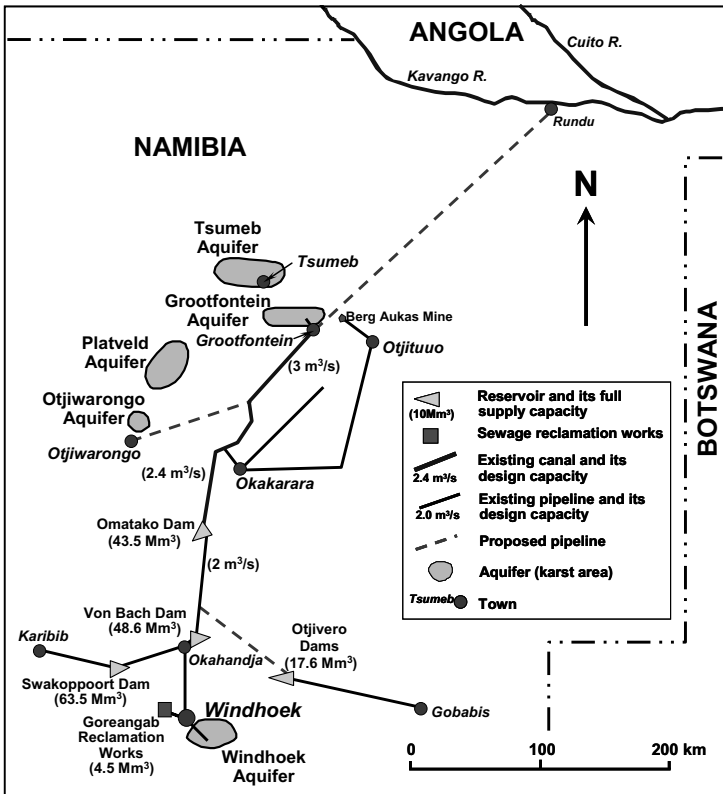 ANGOLA
Cuito R.
Kavango R.
Rundu
NAMIBIA
N
Tsumeb
Aquifer
Tsumeb
Grootfontein
Aquifer
Grootfontein
Berg Aukas Mine
Otjituuo
Platveld
Aquifer
(3 m³/s)
Otjiwarongo
Aquifer
Otjiwarongo
(2.4 m³/s)
Okakarara
Omatako Dam
(43.5 Mm³)
(2 m³/s)
Von Bach Dam
(48.6 Mm³)
Karibib
Okahandja
Otjivero
Dams
(17.6 Mm³)
Swakoppoort Dam
(63.5 Mm³)
Gobabis
Windhoek
Goreangab
Reclamation
Works
(4.5 Mm³)
Windhoek
Aquifer
BOTSWANA
(10Mm³)
Reservoir and its full
supply capacity
Sewage reclamation works
2.4 m³/s
Existing canal and its
design capacity
2.0 m³/s
Existing pipeline and its
design capacity
Proposed pipeline
Aquifer (karst area)
Tsumeb
Town
0 100 200 km